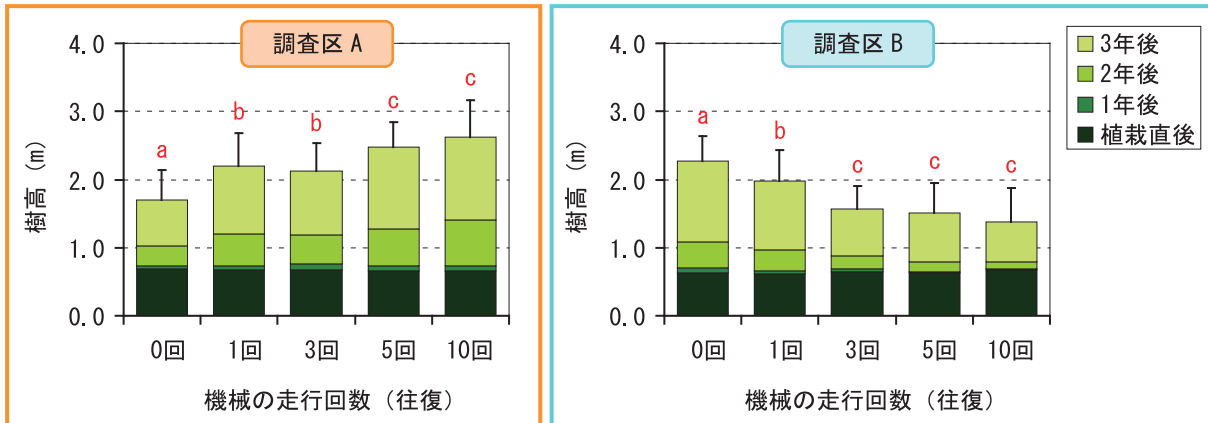 調査区 A
4.0
3.0
2.0
1.0
0.0
樹高 (m)
a
b
b
c
c
0回
1回
3回
5回
10回
機械の走行回数（往復）
調査区 B
4.0
3.0
2.0
1.0
0.0
樹高 (m)
a
b
c
c
c
0回
1回
3回
5回
10回
機械の走行回数（往復）
3年後
2年後
1年後
植栽直後